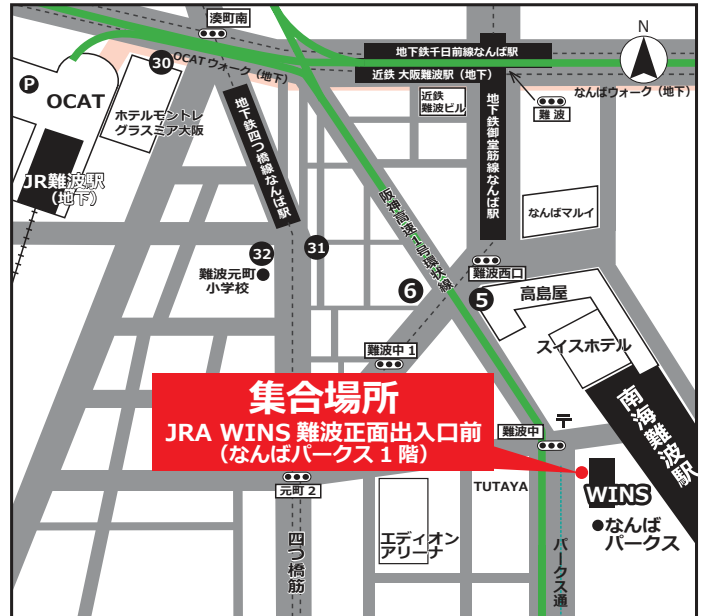 湊町南
N
30
地下鉄千日前線なんば駅
OCATウォーク（地下）
近鉄 大阪難波駅（地下）
P
OCAT
なんばウォーク（地下）
近鉄
難波ビル
難波
ホテルモントレ
グラスミア大阪
地下鉄四つ橋線なんば駅
地下鉄御堂筋線なんば駅
JR難波駅
（地下）
阪神高速1号環状線
なんばマルイ
32
31
難波西口
難波元町
小学校
6
5
高島屋
スイスホテル
難波中 1
集合場所
JRA WINS 難波正面出入口前
（なんばパークス 1 階）
〒
難波中
南海難波駅
元町 2
TUTAYA
WINS
四つ橋筋
エディオン
アリーナ
パークス通
なんば
パークス